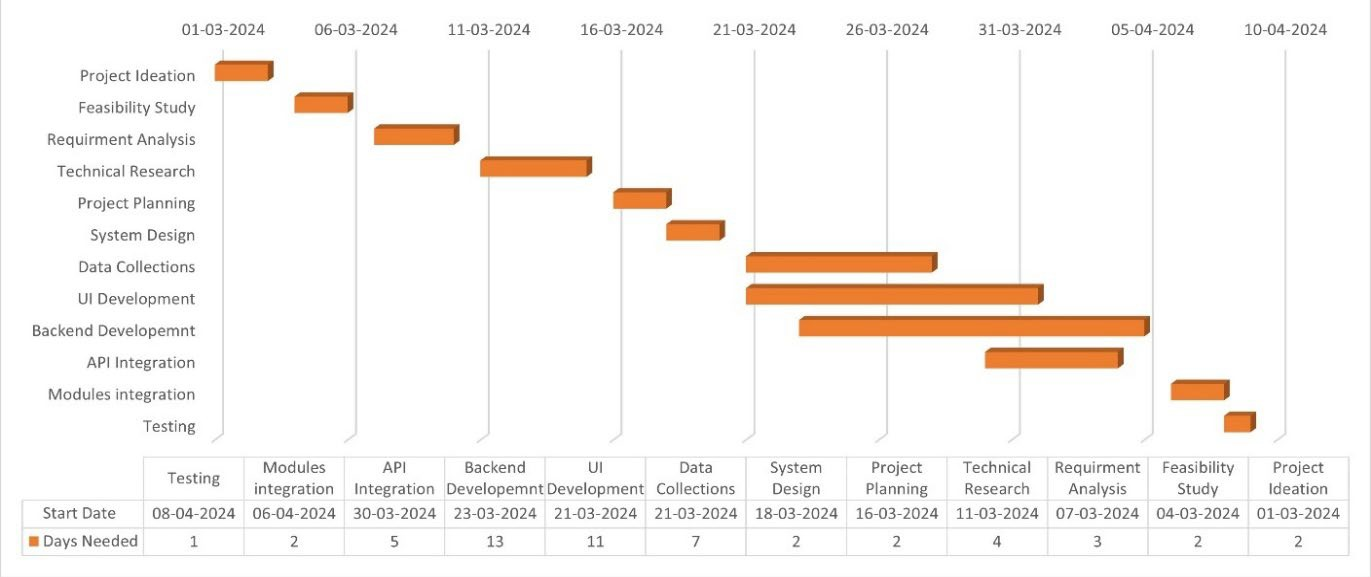 01-03-2024 06-03-2024 11-03-2024 16-03-2024 21-03-2024 26-03-2024 31-03-2024 05-04-2024 10-04-2024
Project Ideation
Feasibility Study
Requirment Analysis
Technical Research
Project Planning
System Design
Data Collections
UI Development
Backend Developemnt
API Integration
Modules integration
Testing
Testing Modules integration API Integration Backend Developemnt UI Development Data Collections System Design Project Planning Technical Research Requirment Analysis Feasibility Study Project Ideation
Start Date 08-04-2024 06-04-2024 30-03-2024 23-03-2024 21-03-2024 21-03-2024 18-03-2024 16-03-2024 11-03-2024 07-03-2024 04-03-2024 01-03-2024
Days Needed 1 2 5 13 11 7 2 2 4 3 2 2